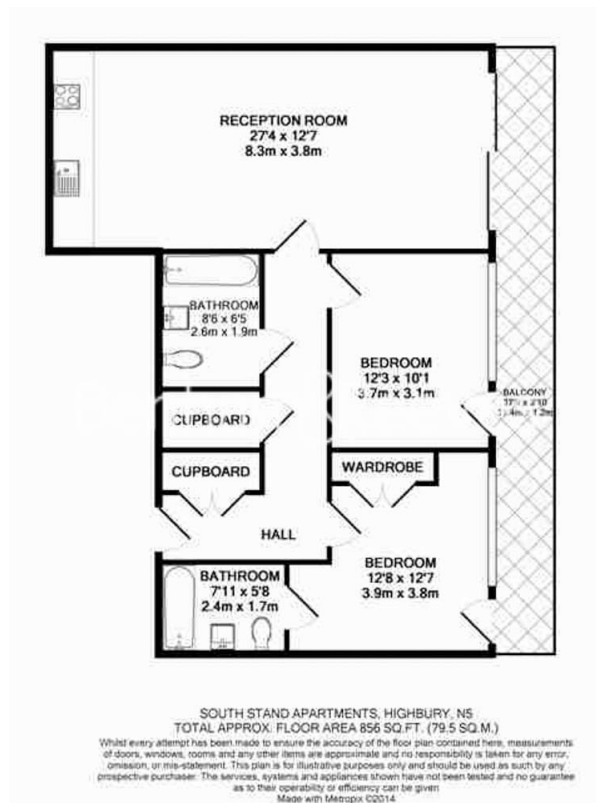 RECEPTION ROOM
27'4 x 12'7
8.3m x 3.8m
BATHROOM
8'6 x 6'5
2.6m x 1.9m
BEDROOM
12'3 x 10'1
3.7m x 3.1m
BALCONY
CUPBOARD
CUPBOARD
WARDROBE
HALL
BEDROOM
12'8 x 12'7
3.9m x 3.8m
BATHROOM
7'11 x 5'8
2.4m x 1.7m
SOUTH STAND APARTMENTS, HIGHBURY, N5
TOTAL APPROX. FLOOR AREA 856 SQ.FT. (79.5 SQ.M.)
Whilst every attempt has been made to ensure the accuracy of the floor plan contained here, measurements
of doors, windows, rooms and any other items are approximate and no responsibility is taken for any error,
omission, or mis-statement. This plan is for illustrative purposes only and should be used as such by any
prospective purchaser. The services, systems and appliances shown have not been tested and no guarantee
as to their operability or efficiency can be given
Made with Metropix ©2014